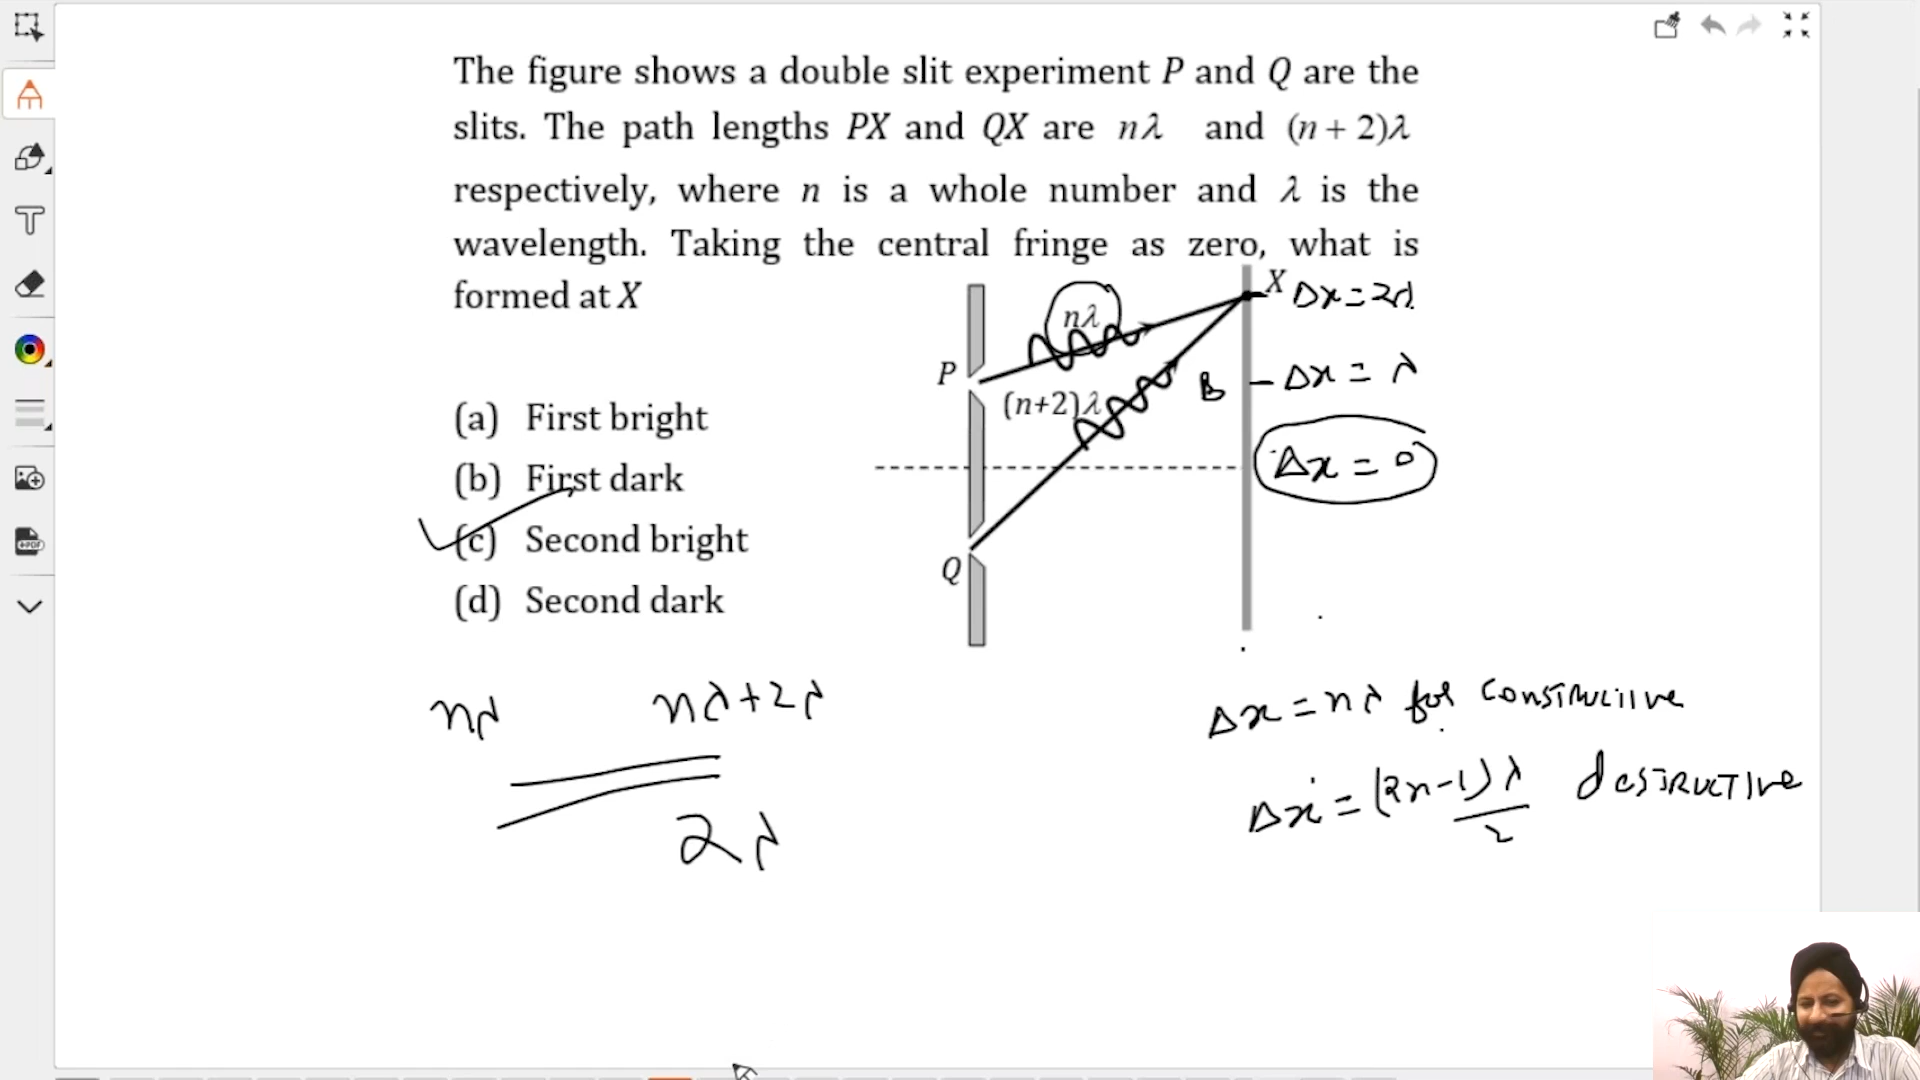 The figure shows a double slit experiment P and Q are the
slits. The path lengths PX and QX are nλ and (n + 2)λ
respectively, where n is a whole number and λ is the
wavelength. Taking the central fringe as zero, what is
formed at X
(a) First bright
(b) First dark
(c) Second bright
(d) Second dark
X Δx = 2λ
nλ
P
(n+2)λ
B
Δx = λ
Δx = 0
Q
nλ nλ+2λ
2λ
Δx = nλ for constructive
Δx = (2n-1)λ/2 destructive
T
+PDF